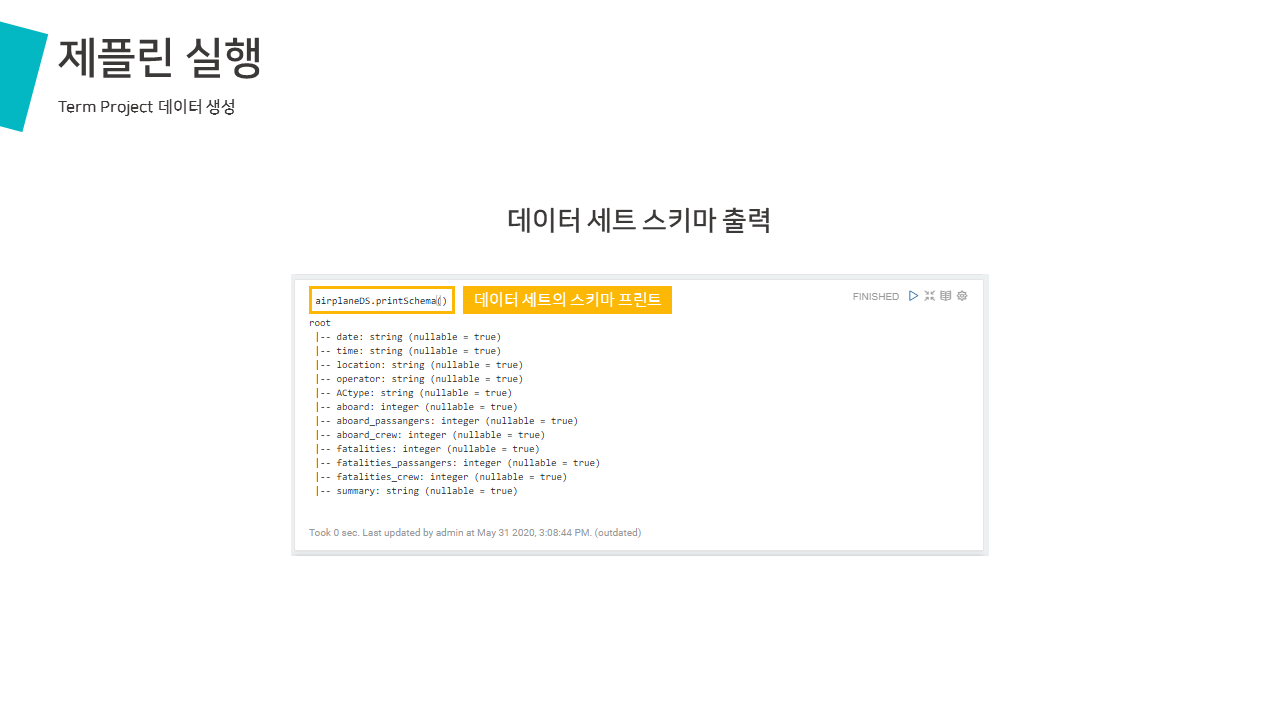 제플린 실행
Term Project 데이터 생성
데이터 세트 스키마 출력
airplaneDS.printSchema()
데이터 세트의 스키마 프린트
FINISHED
root
|-- date: string (nullable = true)
|-- time: string (nullable = true)
|-- location: string (nullable = true)
|-- operator: string (nullable = true)
|-- ACtype: string (nullable = true)
|-- aboard: integer (nullable = true)
|-- aboard_passangers: integer (nullable = true)
|-- aboard_crew: integer (nullable = true)
|-- fatalities: integer (nullable = true)
|-- fatalities_passangers: integer (nullable = true)
|-- fatalities_crew: integer (nullable = true)
|-- summary: string (nullable = true)
Took 0 sec. Last updated by admin at May 31 2020, 3:08:44 PM. (outdated)